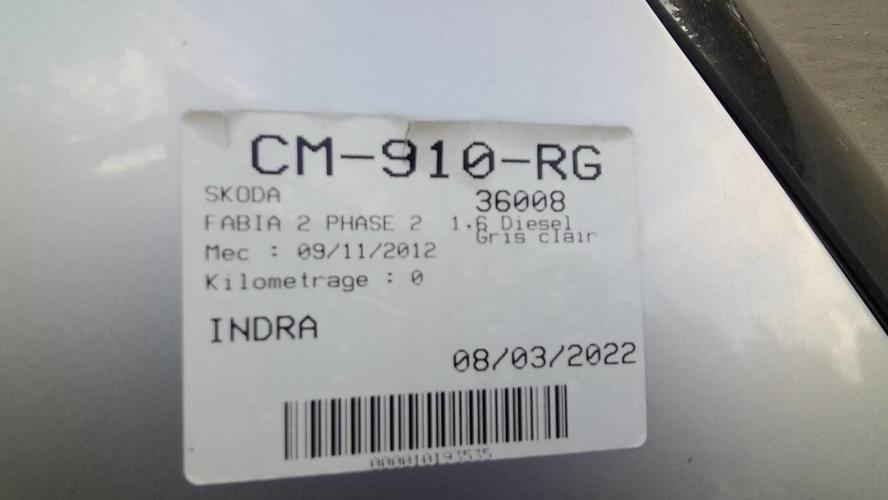 CM-910-RG
SKODA 36008
FABIA 2 PHASE 2 1,6 Diesel
Gris clair
Mec : 09/11/2012
Kilometrage : 0
INDRA
08/03/2022
000010193535